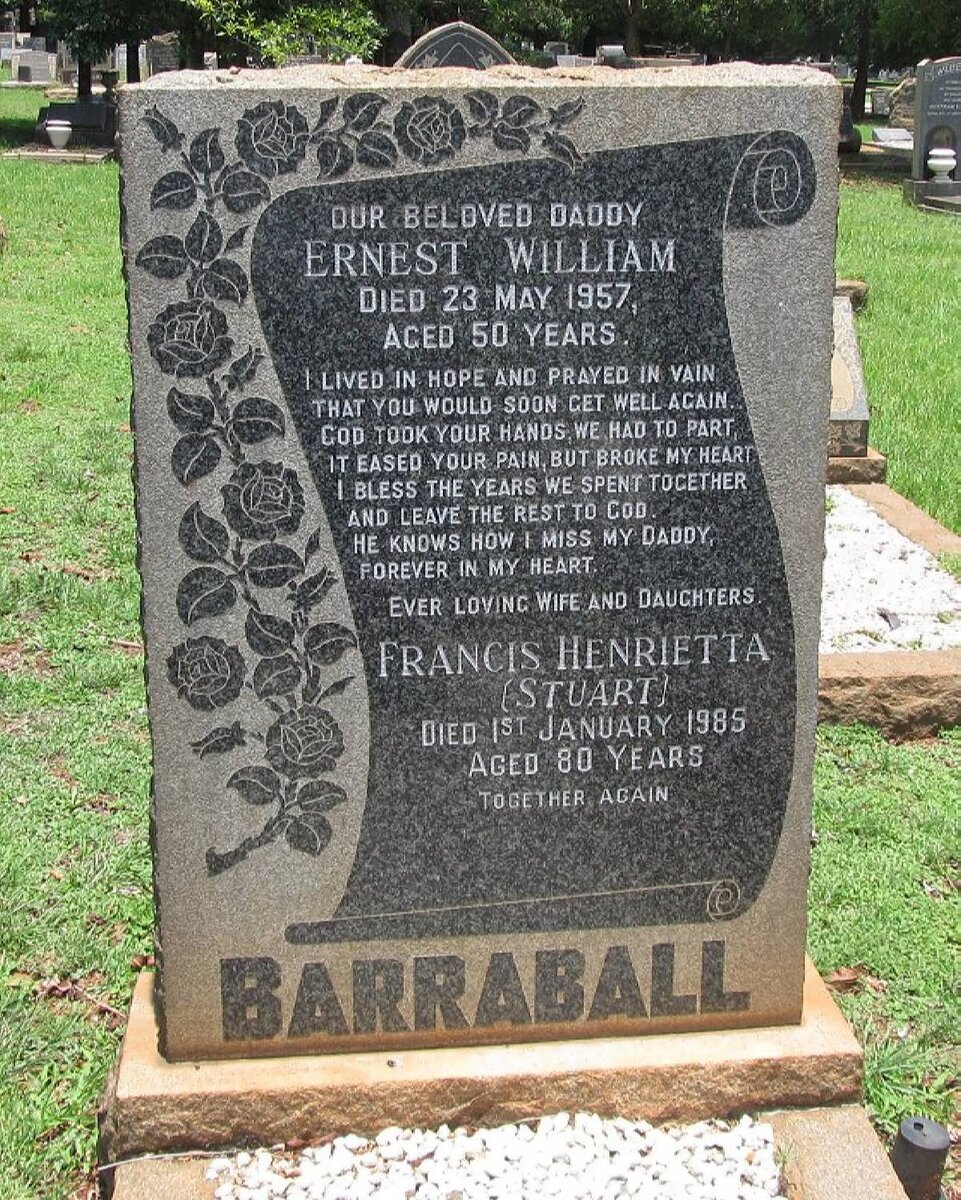 OUR BELOVED DADDY
ERNEST WILLIAM
DIED 23 MAY 1957,
AGED 50 YEARS.
I LIVED IN HOPE AND PRAYED IN VAIN
THAT YOU WOULD SOON GET WELL AGAIN.
GOD TOOK YOUR HANDS, WE HAD TO PART,
IT EASED YOUR PAIN, BUT BROKE MY HEART
I BLESS THE YEARS WE SPENT TOGETHER
AND LEAVE THE REST TO GOD.
HE KNOWS HOW I MISS MY DADDY,
FOREVER IN MY HEART.
EVER LOVING WIFE AND DAUGHTERS.
FRANCIS HENRIETTA
(STUART)
DIED 1ST JANUARY 1985
AGED 80 YEARS
TOGETHER AGAIN
BARRABALL